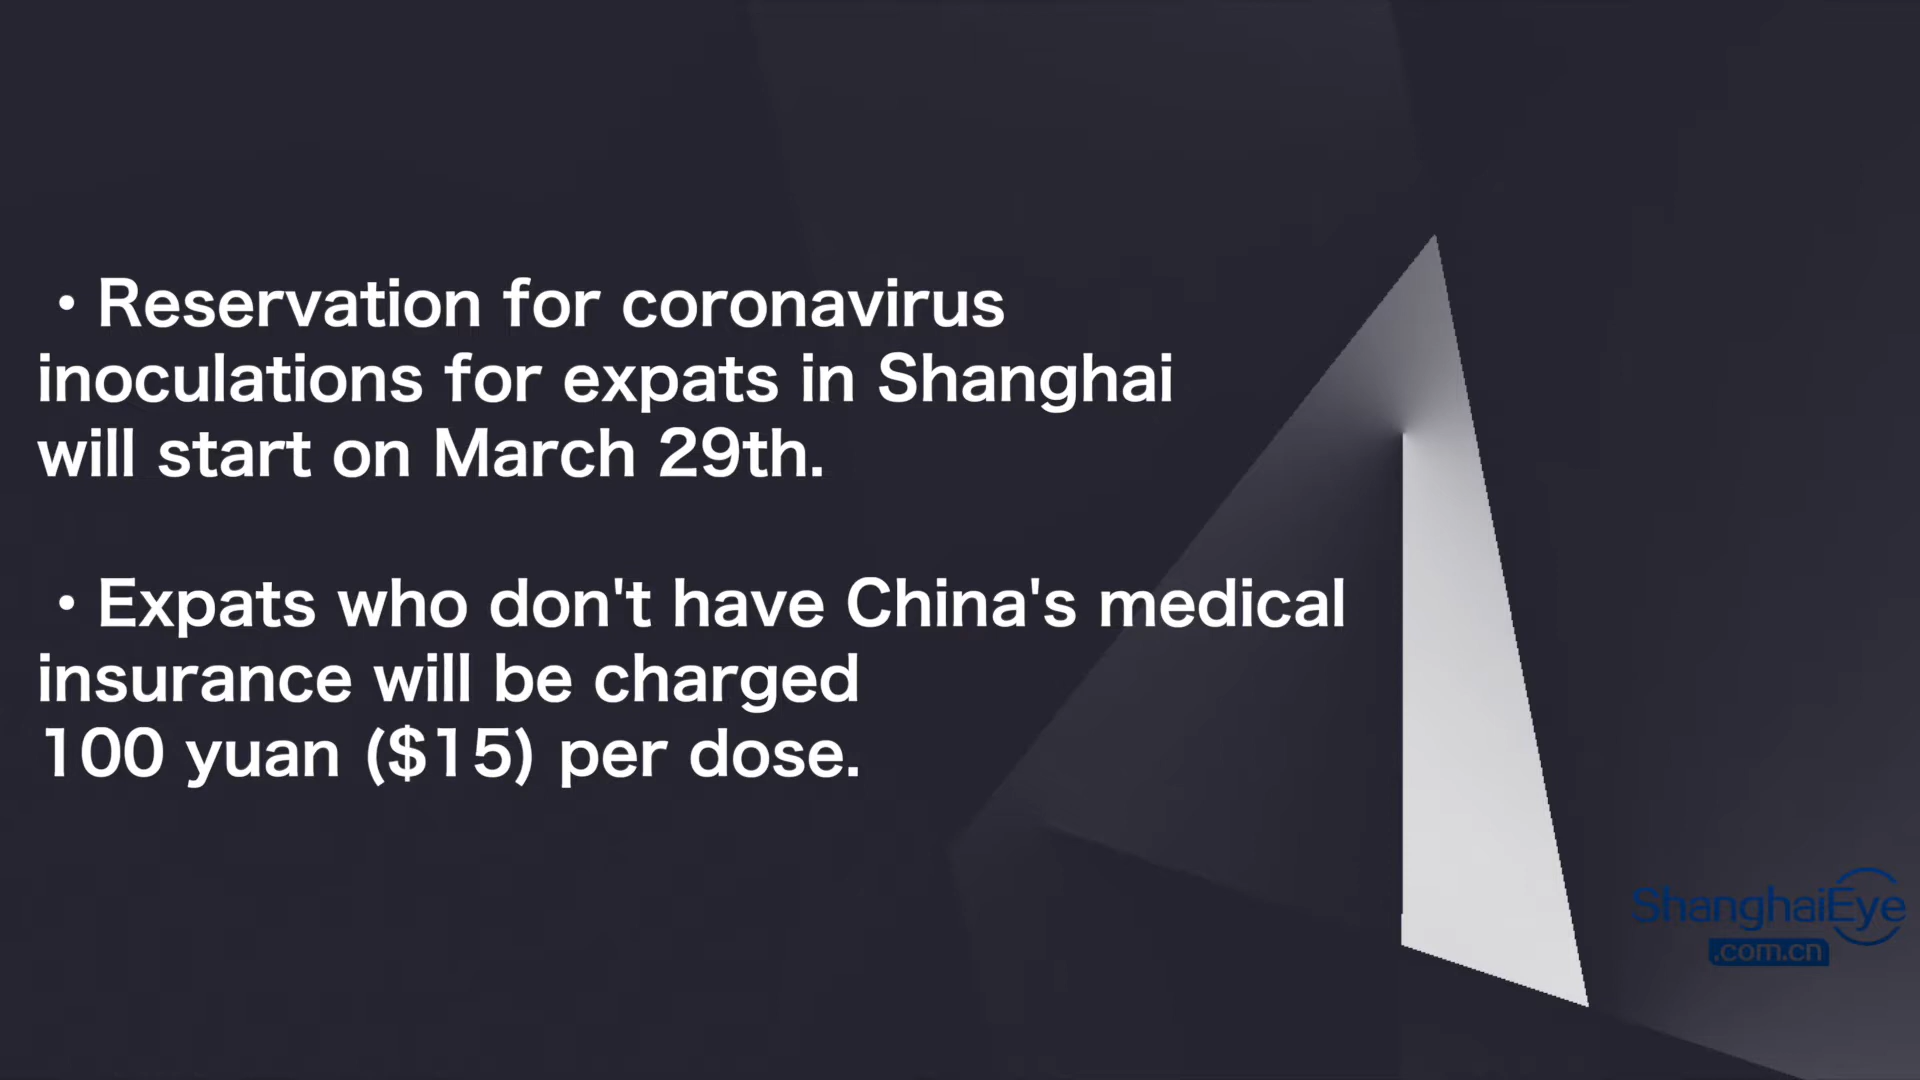 ・Reservation for coronavirus
inoculations for expats in Shanghai
will start on March 29th.
・Expats who don't have China's medical
insurance will be charged
100 yuan ($15) per dose.
ShanghaiEye
.com.cn